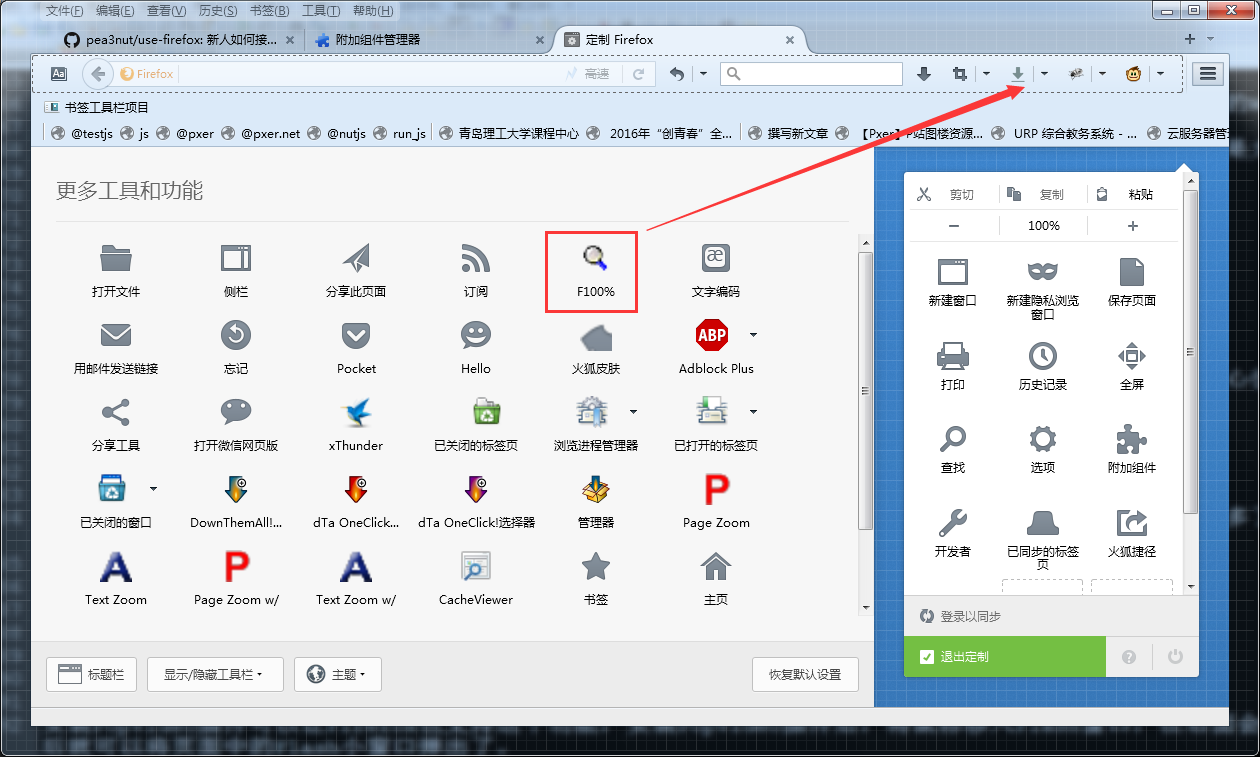 文件(F) 编辑(E) 查看(V) 历史(S) 书签(B) 工具(T) 帮助(H)
pea3nut/use-firefox: 新人如何接... 附加组件管理器 定制 Firefox
Aa Firefox 高速
书签工具栏项目
@testjs js @pxer @pxer.net @nutjs run_js 青岛理工大学课程中心 2016年“创青春”全... 撰写新文章 【Pxer】P站图楼资源... URP 综合教务系统 - ... 云服务器管
更多工具和功能
剪切 复制 粘贴
− 100% +
打开文件 侧栏 分享此页面 订阅 F100% æ 文字编码
新建窗口 新建隐私浏览窗口 保存页面
用邮件发送链接 忘记 Pocket Hello 火狐皮肤 ABP Adblock Plus
打印 历史记录 全屏
分享工具 打开微信网页版 xThunder 已关闭的标签页 浏览进程管理器 已打开的标签页
查找 选项 附加组件
已关闭的窗口 DownThemAll!... dTa OneClick... dTa OneClick!选择器 管理器 P Page Zoom
开发者 已同步的标签页 火狐捷径
A Text Zoom P Page Zoom w/ A Text Zoom w/ CacheViewer 书签 主页
登录以同步
退出定制 ?
标题栏 显示/隐藏工具栏 主题 恢复默认设置